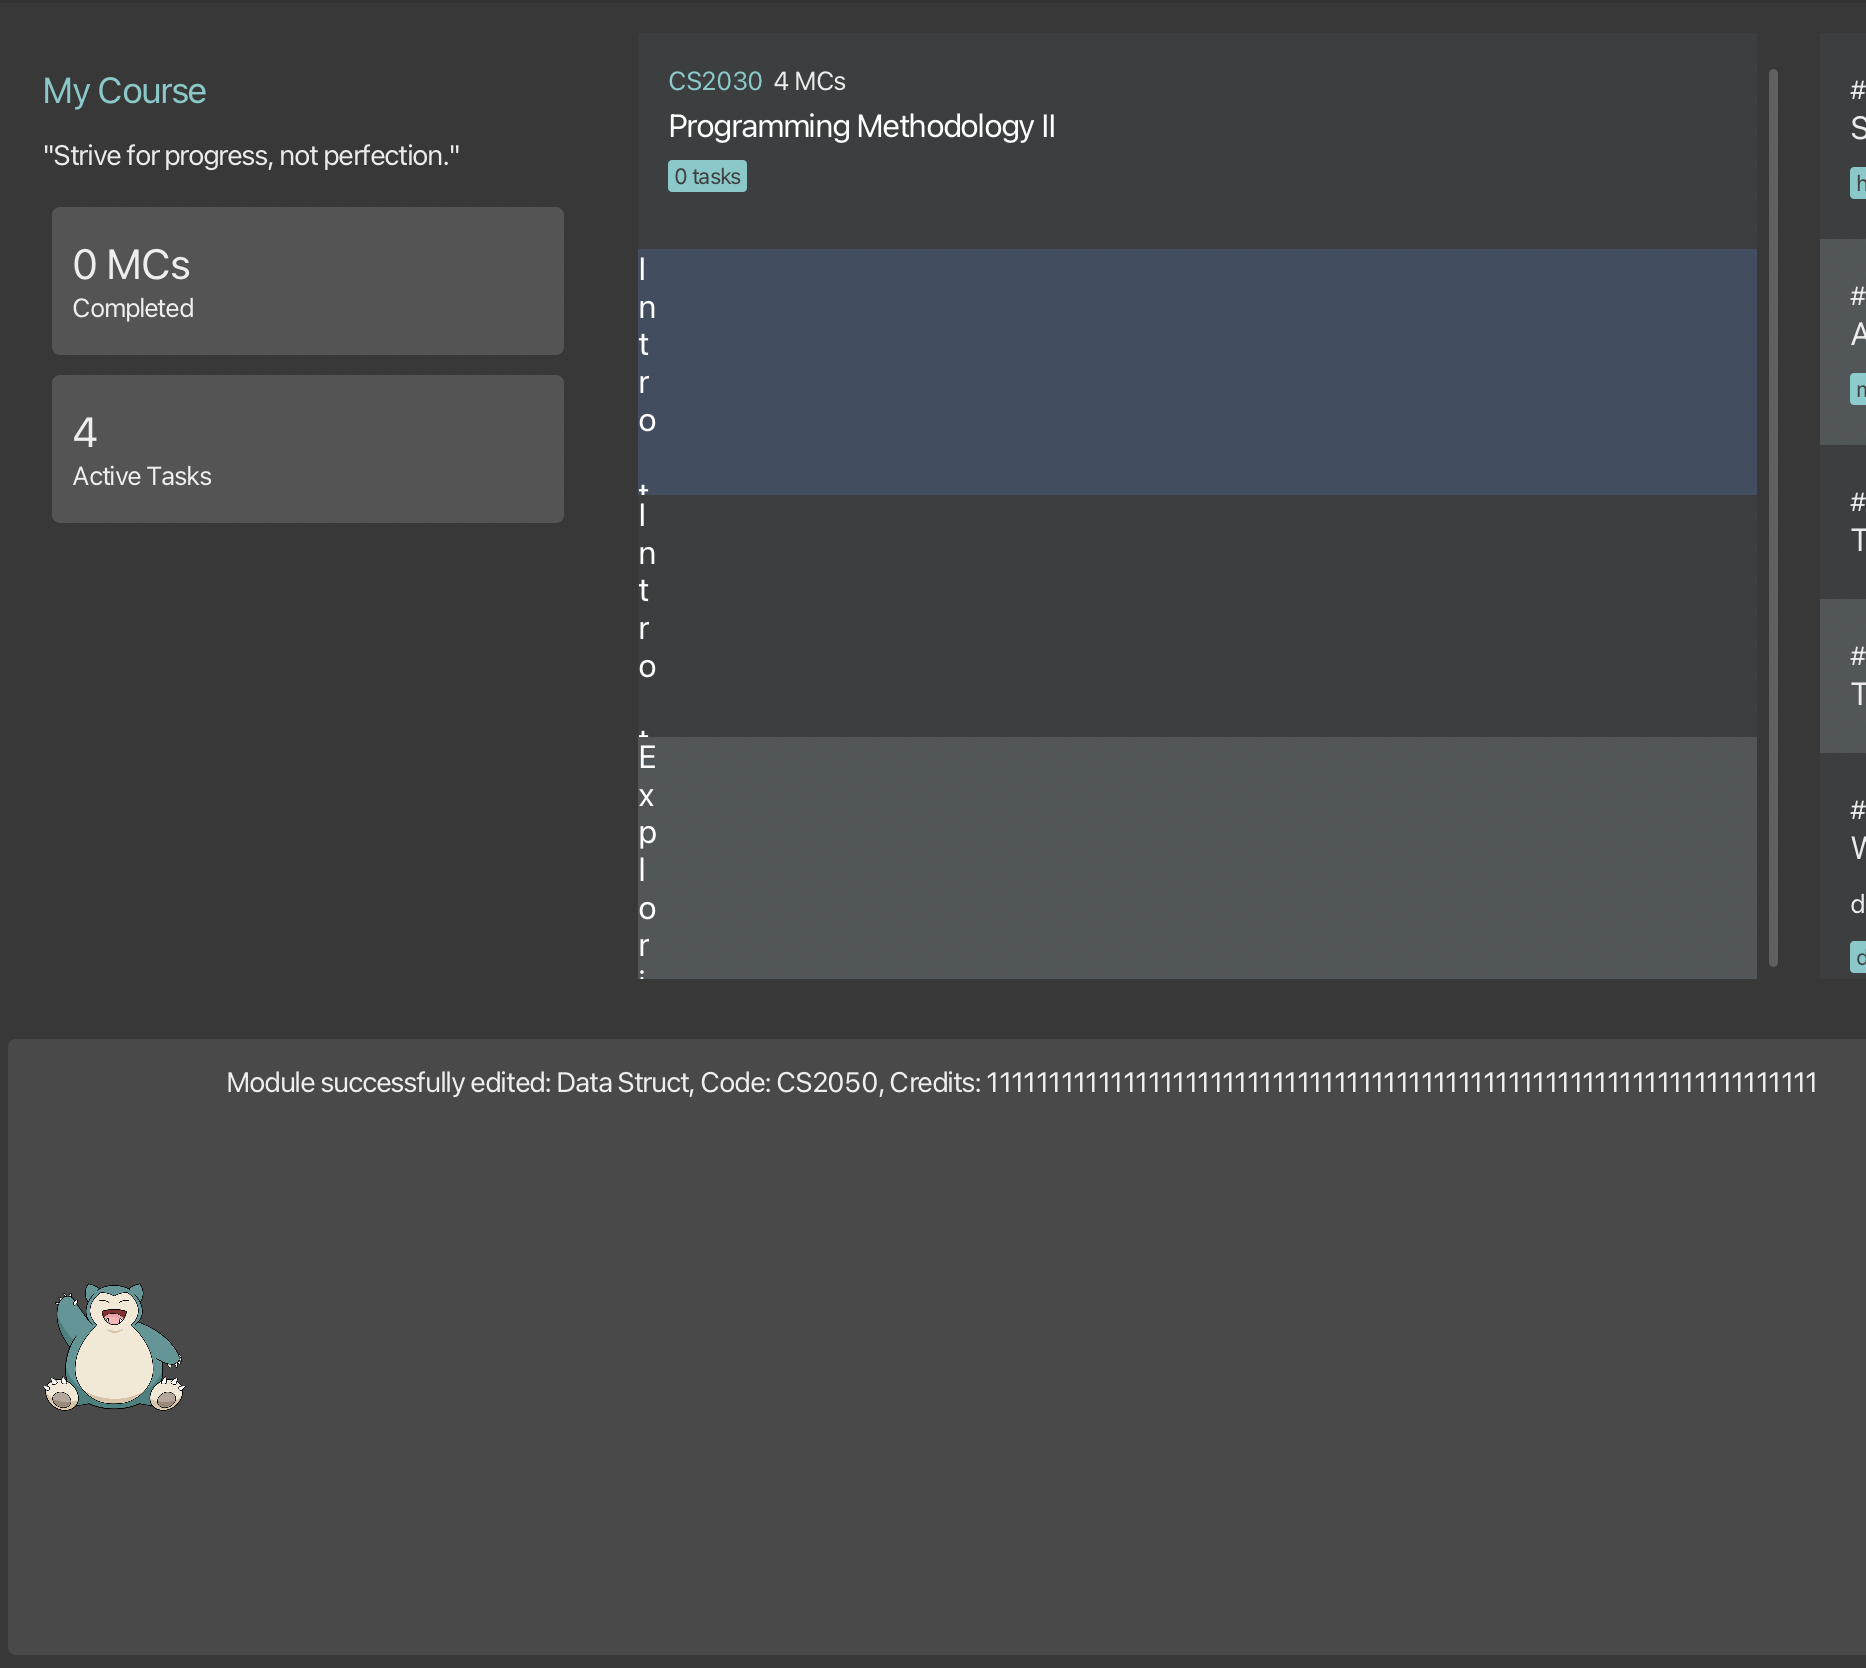 My Course
"Strive for progress, not perfection."
0 MCs
Completed
4
Active Tasks
CS2030 4 MCs
Programming Methodology II
0 tasks
I
n
t
r
o
t
I
n
t
r
o
t
E
x
p
l
o
r
i
#
S
h
#
A
#
T
#
T
#
W
d
Module successfully edited: Data Struct, Code: CS2050, Credits: